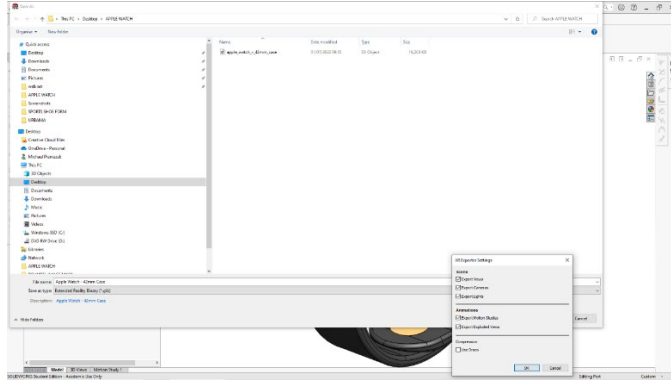 Save As
This PC > Desktop > APPLE WATCH
Search APPLE WATCH
Organise
New folder
Name
Date modified
Type
Size
Quick access
Desktop
Downloads
Documents
Pictures
APPLE WATCH
Screenshots
SPORTS SHOE FORM
URBANIA
apple_watch_s_42mm_case
3D Object
Desktop
Creative Cloud Files
OneDrive - Personal
This PC
3D Objects
Desktop
Documents
Downloads
Music
Pictures
Videos
Windows (C:)
Libraries
Network
APPLE WATCH
File name: Apple Watch - 42mm Case
Save as type: Extended Reality Binary (*.glb)
Description: Apple Watch - 42mm Case
Hide Folders
Cancel
XR Exporter Settings
Scene
Export Views
Export Cameras
Export Lights
Animations
Export Motion Studies
Export Exploded Views
Compression
Use Draco
OK
Cancel
Model
3D Views
Motion Study 1
SOLIDWORKS Student Edition - Academic Use Only
Editing Part
Custom